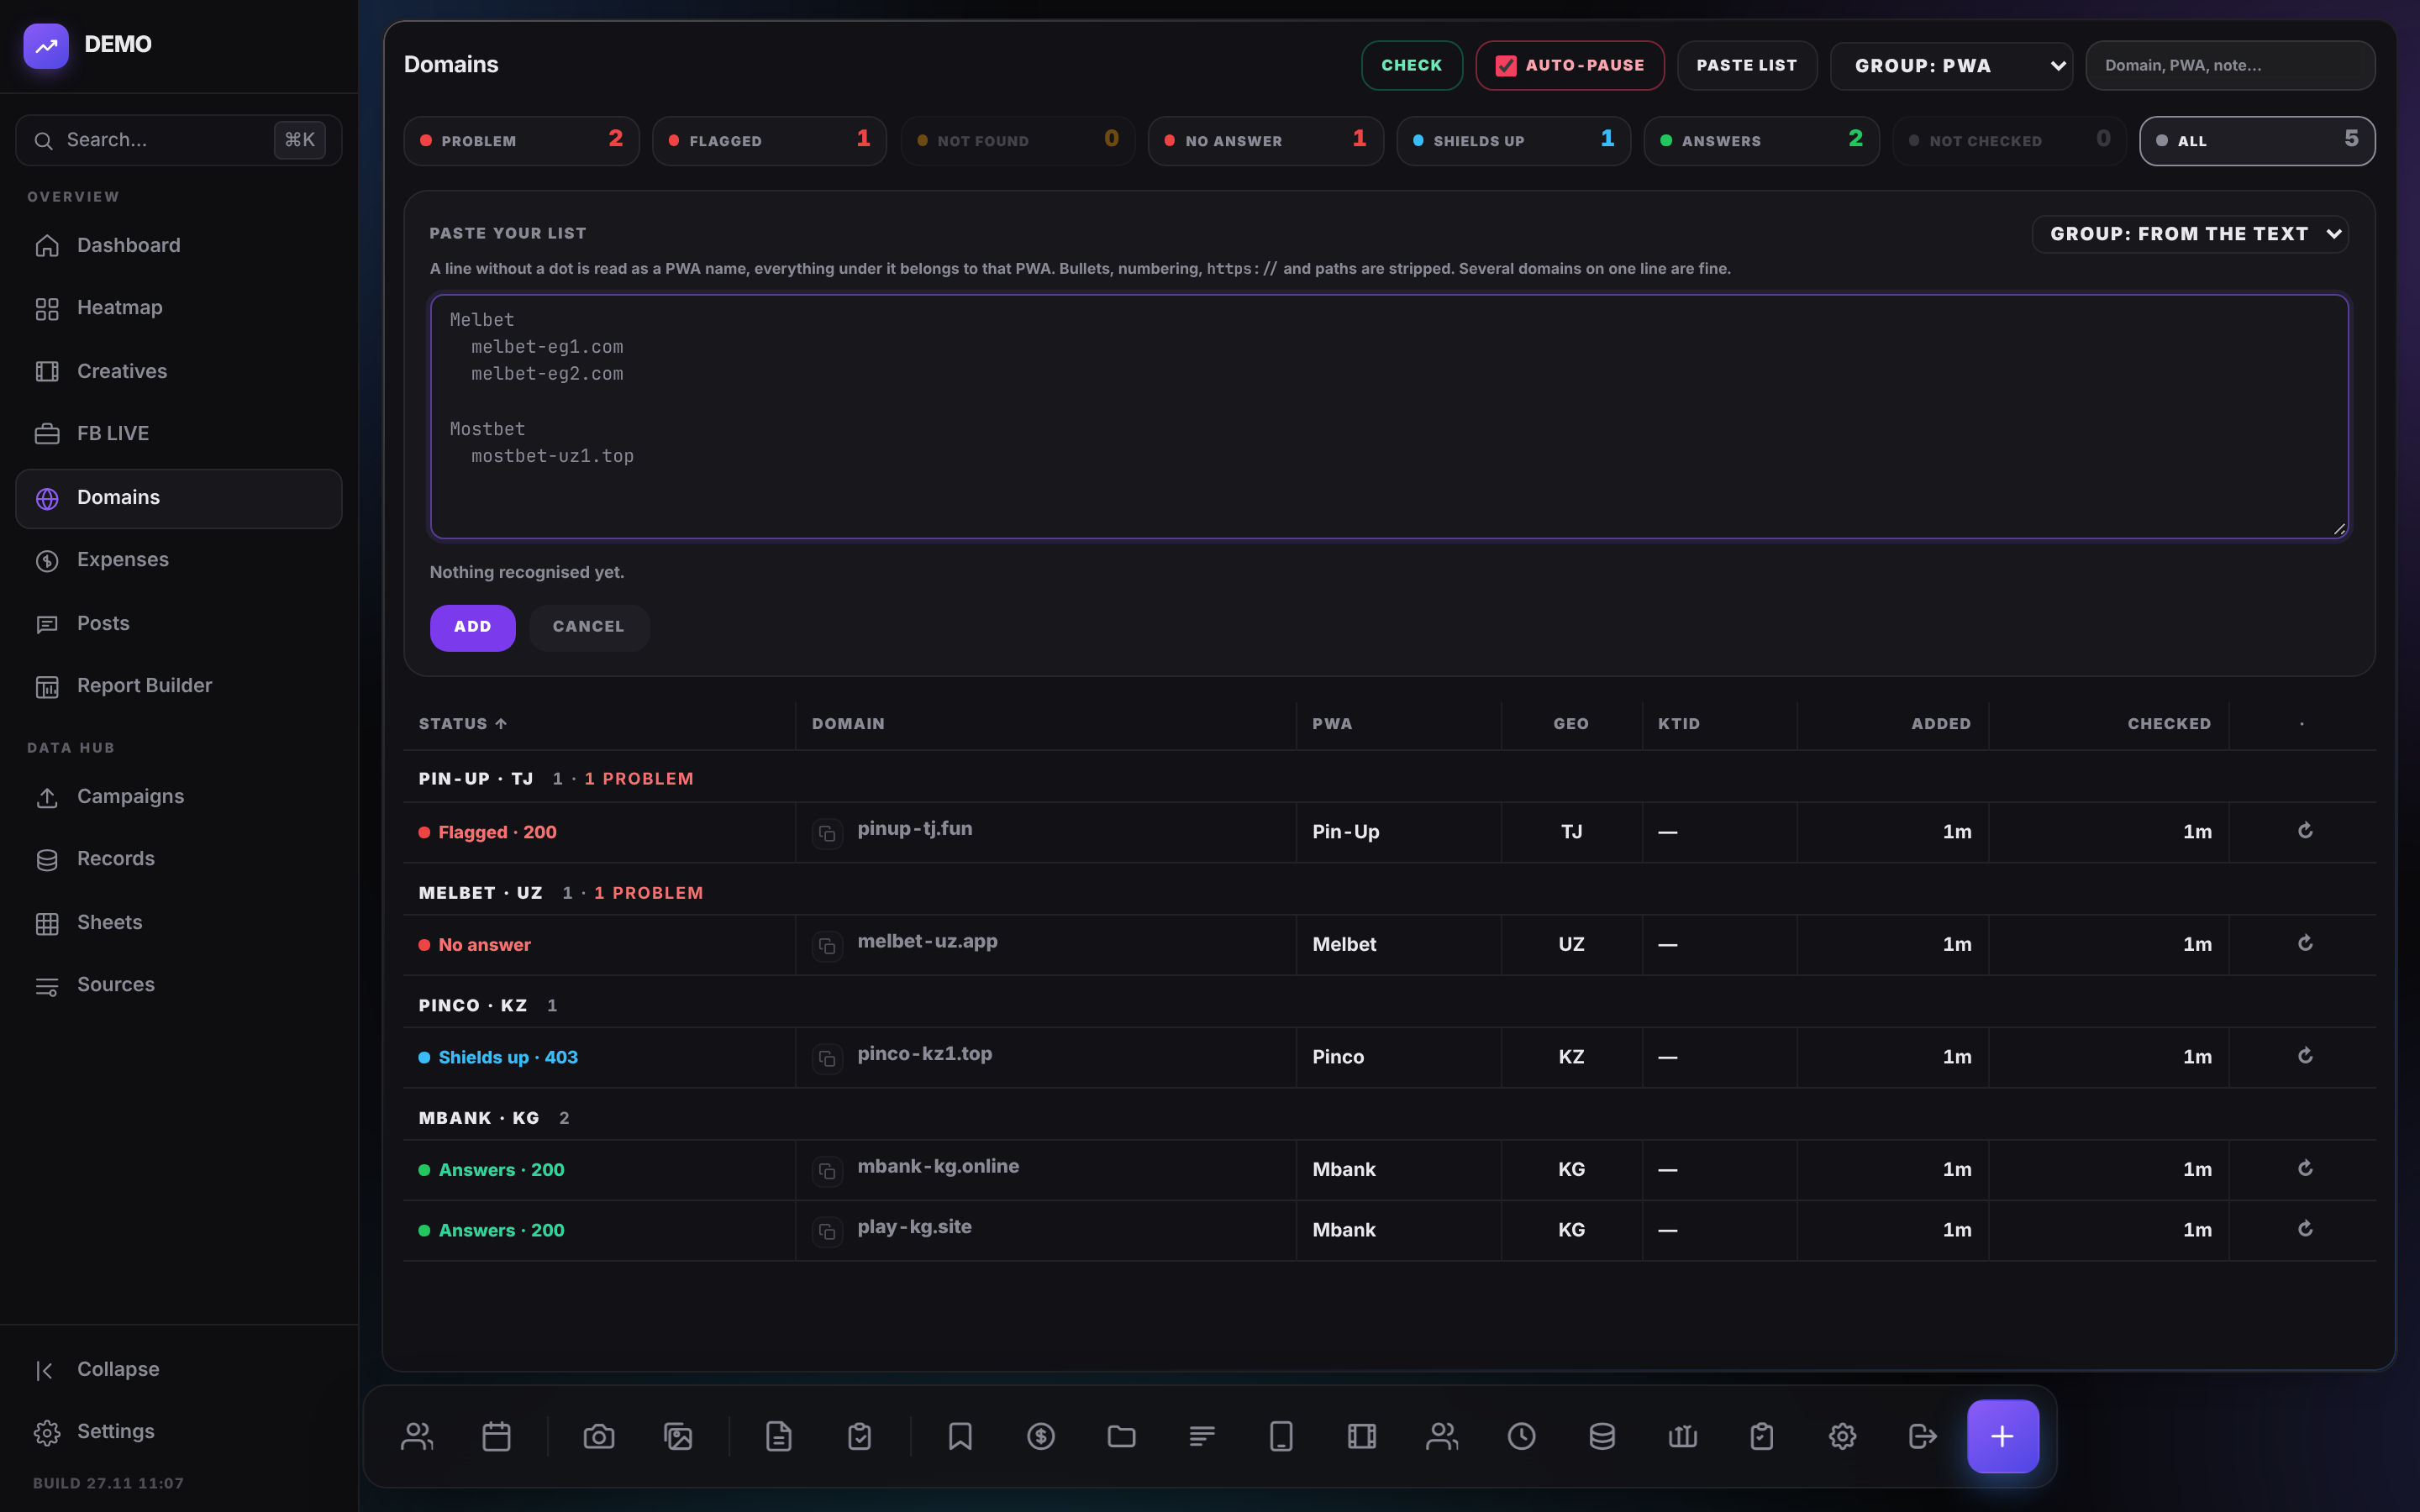 DEMO
Search...
⌘K
OVERVIEW
Dashboard
Heatmap
Creatives
FB LIVE
Domains
Expenses
Posts
Report Builder
DATA HUB
Campaigns
Records
Sheets
Sources
Collapse
Settings
BUILD 27.11 11:07
Domains
CHECK
AUTO-PAUSE
PASTE LIST
GROUP: PWA
Domain, PWA, note...
PROBLEM 2
FLAGGED 1
NOT FOUND 0
NO ANSWER 1
SHIELDS UP 1
ANSWERS 2
NOT CHECKED 0
ALL 5
PASTE YOUR LIST
GROUP: FROM THE TEXT
A line without a dot is read as a PWA name, everything under it belongs to that PWA. Bullets, numbering, https:// and paths are stripped. Several domains on one line are fine.
Melbet
melbet-eg1.com
melbet-eg2.com
Mostbet
mostbet-uz1.top
Nothing recognised yet.
ADD
CANCEL
STATUS ↑ DOMAIN PWA GEO KTID ADDED CHECKED ·
PIN-UP · TJ 1 · 1 PROBLEM
Flagged · 200 pinup-tj.fun Pin-Up TJ — 1m 1m
MELBET · UZ 1 · 1 PROBLEM
No answer melbet-uz.app Melbet UZ — 1m 1m
PINCO · KZ 1
Shields up · 403 pinco-kz1.top Pinco KZ — 1m 1m
MBANK · KG 2
Answers · 200 mbank-kg.online Mbank KG — 1m 1m
Answers · 200 play-kg.site Mbank KG — 1m 1m